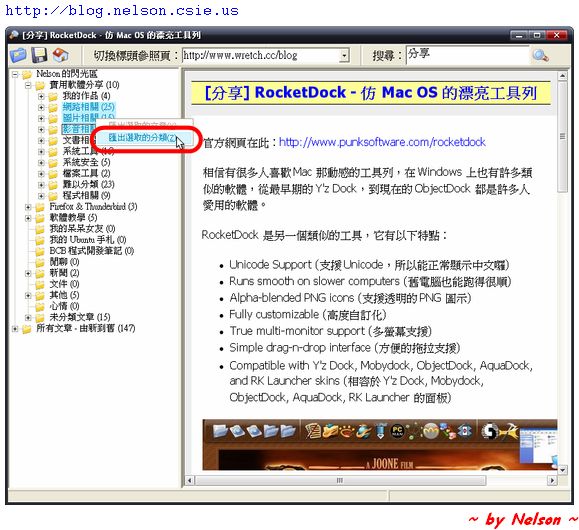 http://blog.nelson.csie.us
[分享] RocketDock - 仿 Mac OS 的漂亮工具列
切換標頭參照頁：
http://www.wretch.cc/blog
搜尋：
分享
Nelson 的閃光區
實用軟體分享 (10)
我的作品 (4)
網路相關 (25)
圖片相關 (15)
影音相
文書相
系統工具
系統安全 (5)
檔案工具 (2)
難以分類 (23)
程式相關 (9)
Firefox & Thunderbird (3)
軟體教學 (5)
我的呆呆女友 (0)
我的 Ubuntu 手札 (0)
BCB 程式開發筆記 (0)
閒聊 (0)
新聞 (2)
文件 (0)
其他 (5)
心情 (0)
未分類文章 (15)
所有文章 - 由新到舊 (147)
匯出選取的分類(Z)
[分享] RocketDock - 仿 Mac OS 的漂亮工具列
官方網頁在此：http://www.punksoftware.com/rocketdock
相信有很多人喜歡 Mac 那動感的工具列，在 Windows 上也有許多類
似的軟體，從最早期的 Y'z Dock，到現在的 ObjectDock 都是許多人
愛用的軟體。
RocketDock 是另一個類似的工具，它有以下特點：
• Unicode Support (支援 Unicode，所以能正常顯示中文囉)
• Runs smooth on slower computers (舊電腦也能跑得很順)
• Alpha-blended PNG icons (支援透明的 PNG 圖示)
• Fully customizable (高度自訂化)
• True multi-monitor support (多螢幕支援)
• Simple drag-n-drop interface (方便的拖拉支援)
• Compatible with Y'z Dock, Mobydock, ObjectDock, AquaDock,
and RK Launcher skins (相容於 Y'z Dock, Mobydock,
ObjectDock, AquaDock, RK Launcher 的面板)
A JOONE FILM
~ by Nelson ~